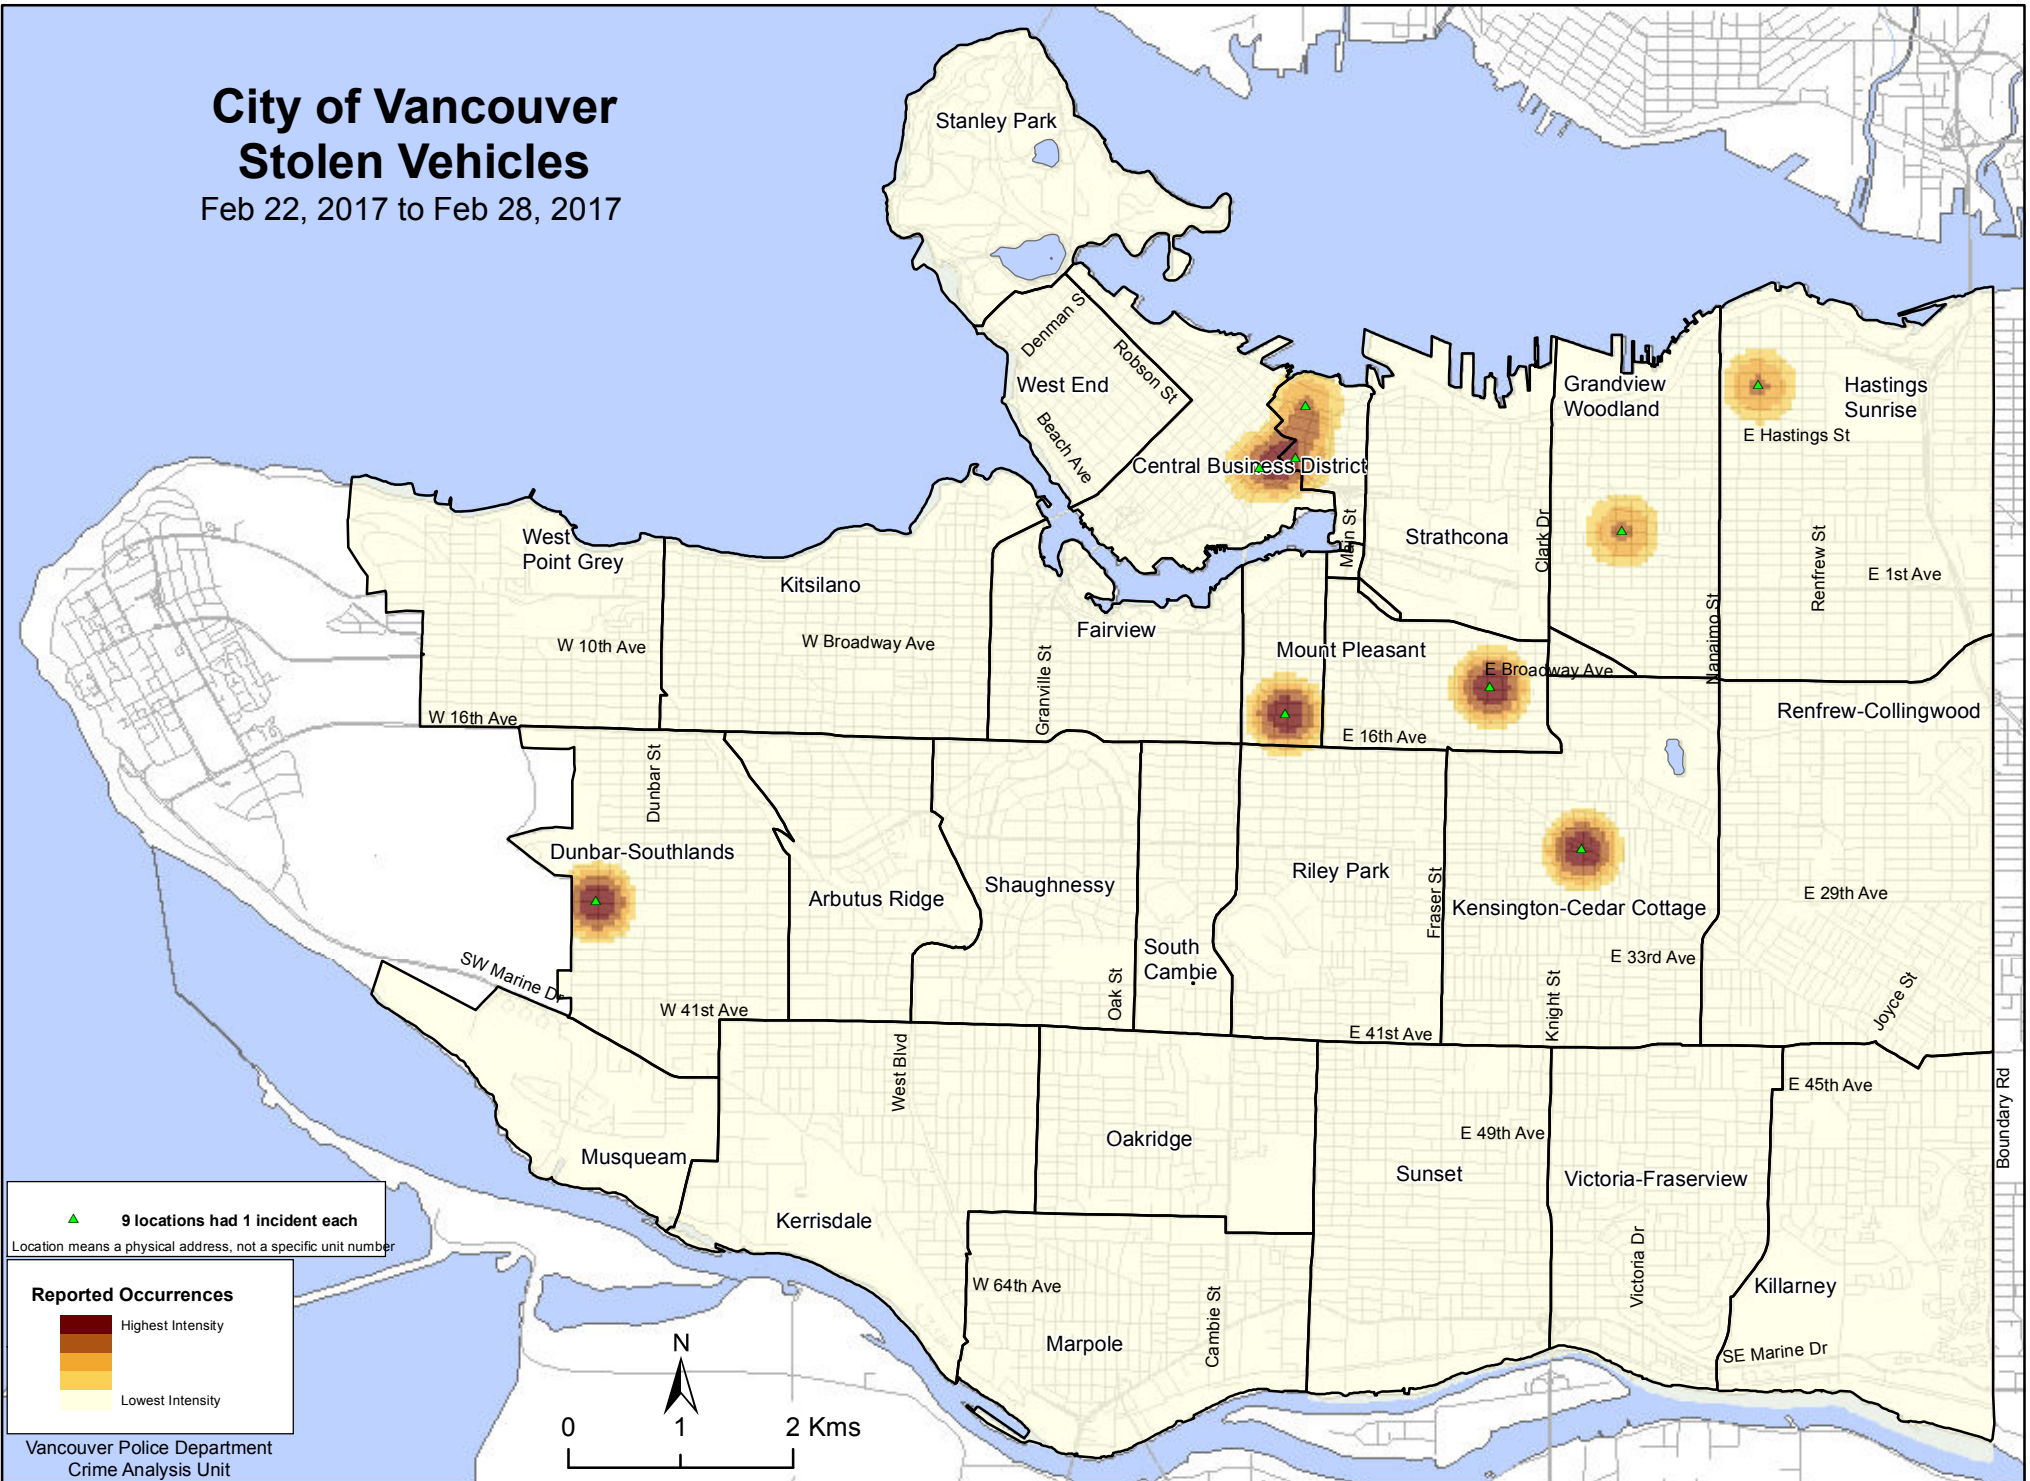 City of Vancouver
Stolen Vehicles
Feb 22, 2017 to Feb 28, 2017
Stanley Park
Denman S
Robson St
West End
Beach Ave
Central Business District
Grandview
Woodland
Hastings
Sunrise
E Hastings St
West
Point Grey
Kitsilano
Main St
Strathcona
Clark Dr
Renfrew St
E 1st Ave
Nanaimo St
W 10th Ave
W Broadway Ave
Fairview
Granville St
Mount Pleasant
E Broadway Ave
W 16th Ave
E 16th Ave
Renfrew-Collingwood
Dunbar St
Dunbar-Southlands
Arbutus Ridge
Shaughnessy
Riley Park
Fraser St
Kensington-Cedar Cottage
E 29th Ave
SW Marine Dr
South
Cambie
Oak St
E 33rd Ave
Knight St
Joyce St
W 41st Ave
E 41st Ave
West Blvd
E 45th Ave
Boundary Rd
Musqueam
Oakridge
E 49th Ave
Sunset
Victoria-Fraserview
Kerrisdale
Victoria Dr
W 64th Ave
Cambie St
Killarney
Marpole
SE Marine Dr
9 locations had 1 incident each
Location means a physical address, not a specific unit number
Reported Occurrences
Highest Intensity
Lowest Intensity
Vancouver Police Department
Crime Analysis Unit
N
0 1 2 Kms